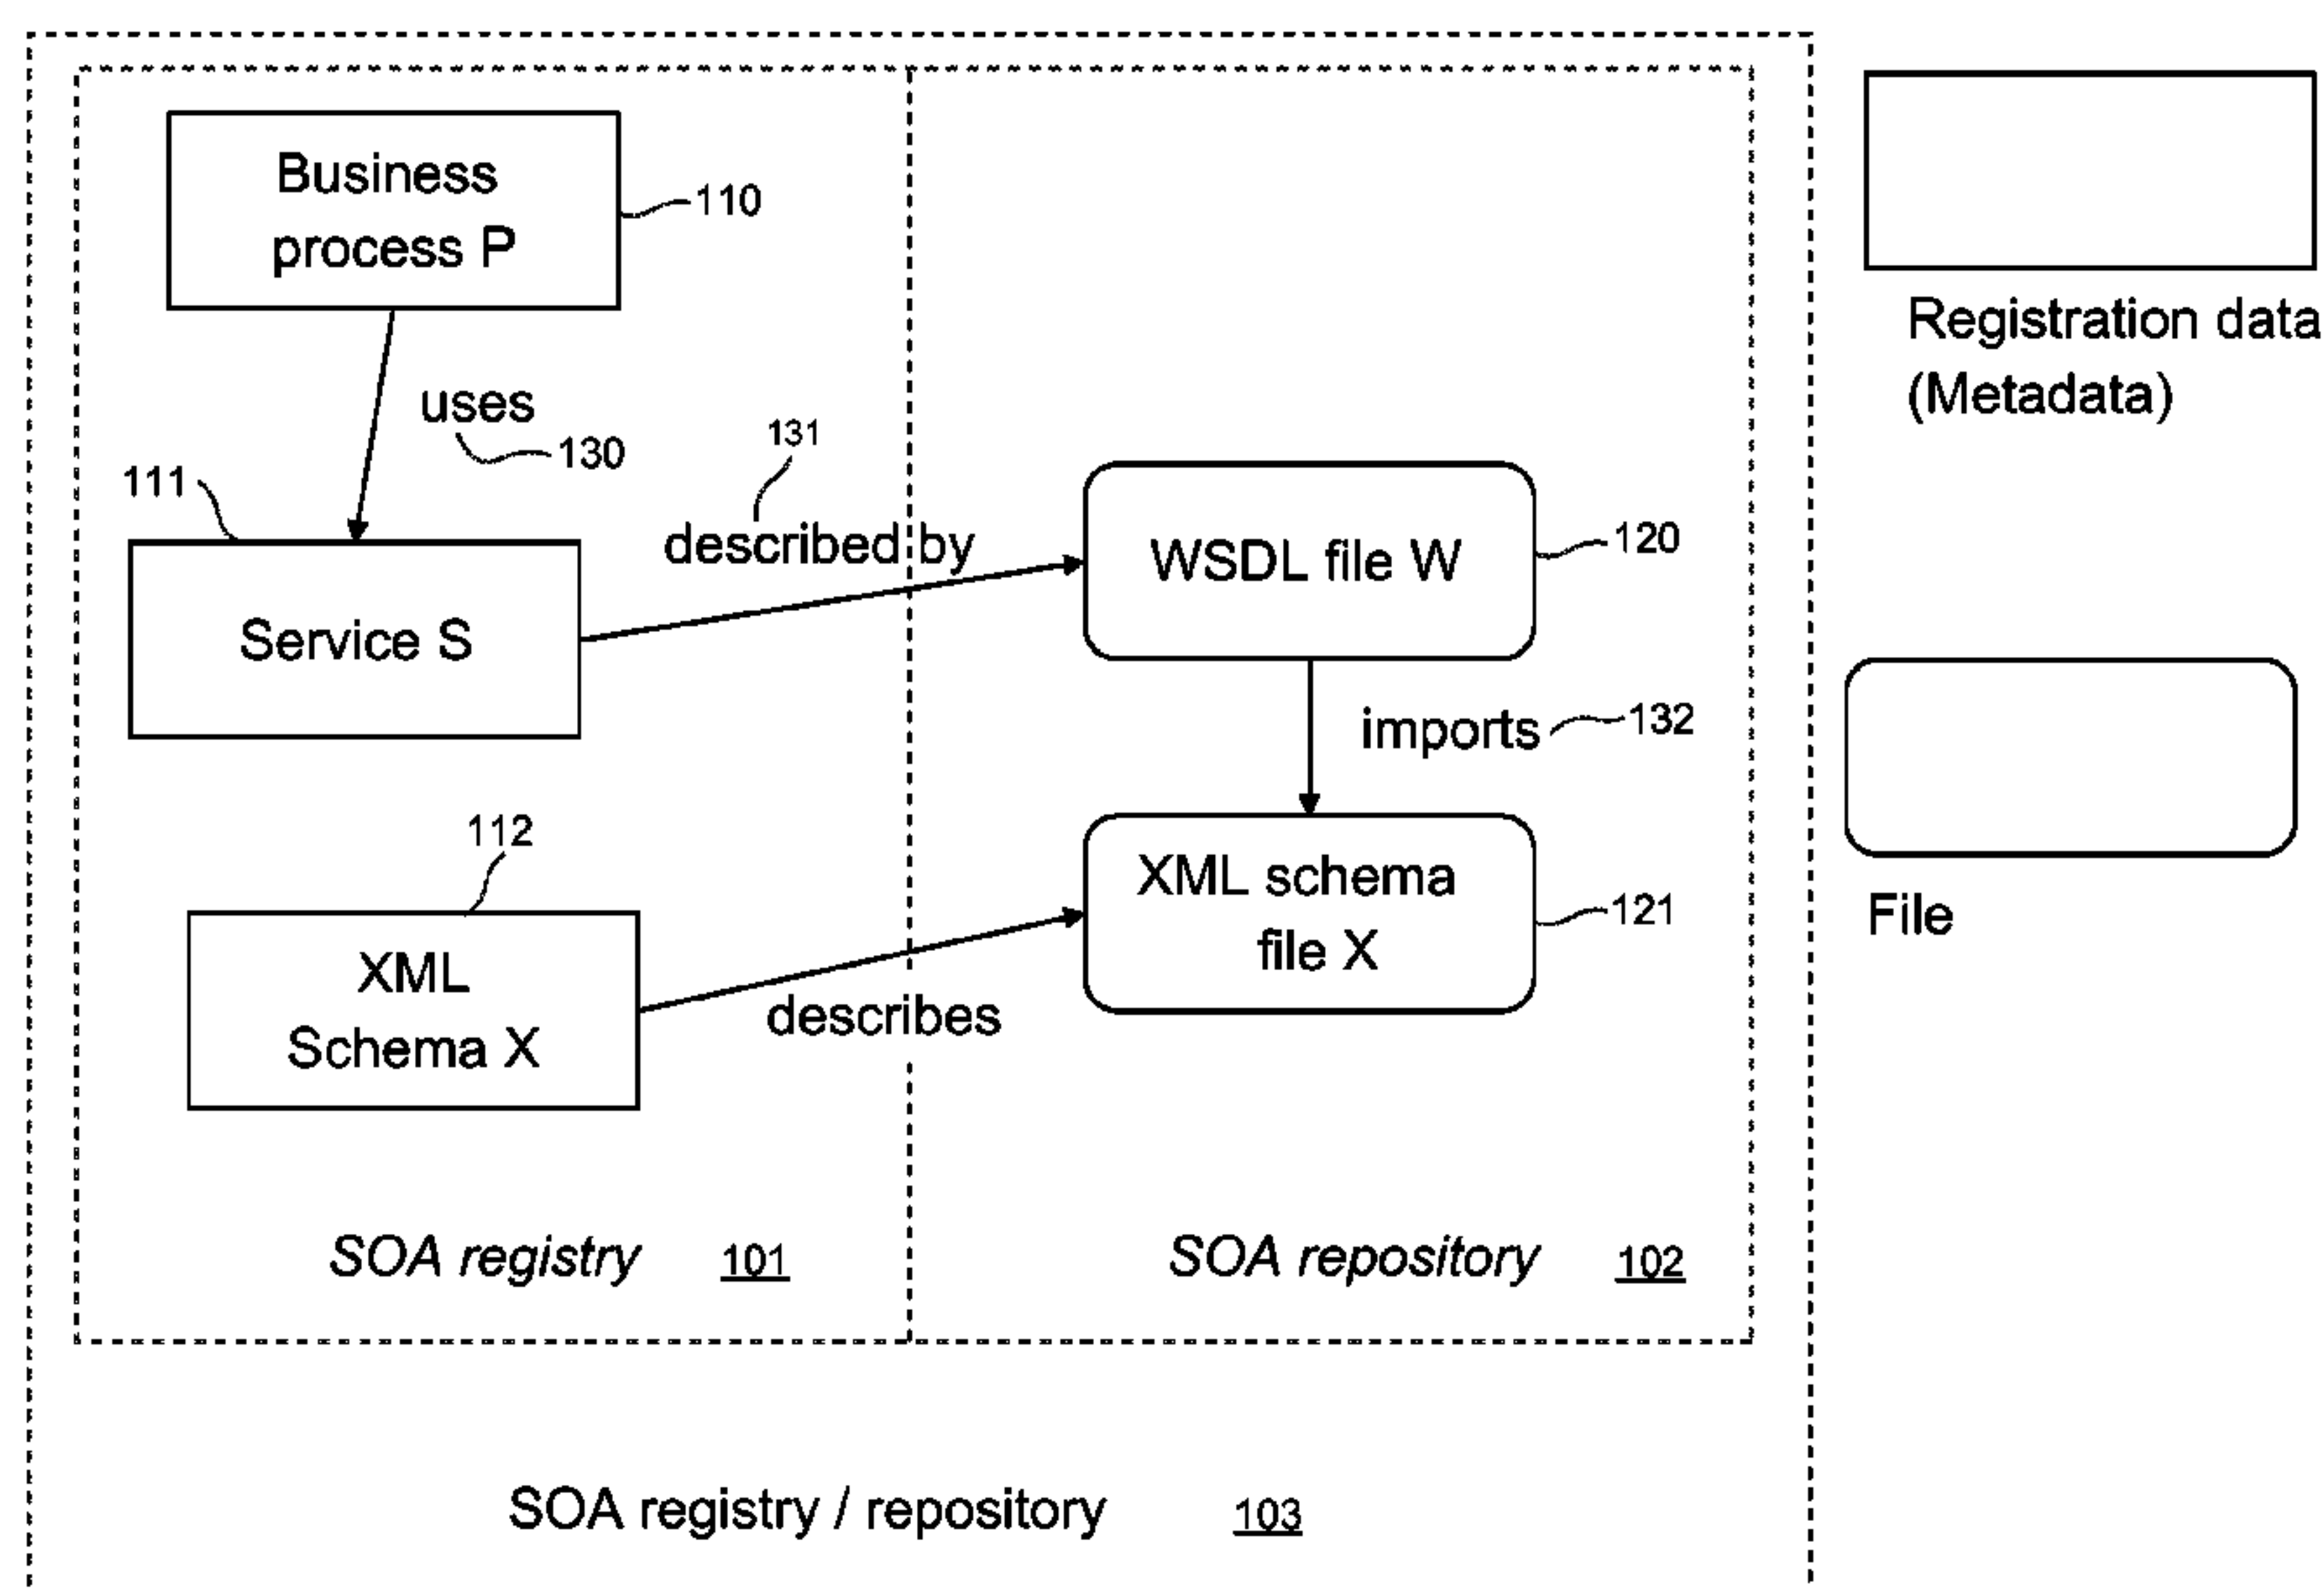 Business
process P
110
uses
130
131
111
described by
Service S
WSDL file W
120
imports
132
112
XML
Schema X
describes
XML schema
file X
121
SOA registry 101
SOA repository 102
SOA registry / repository 103
Registration data
(Metadata)
File